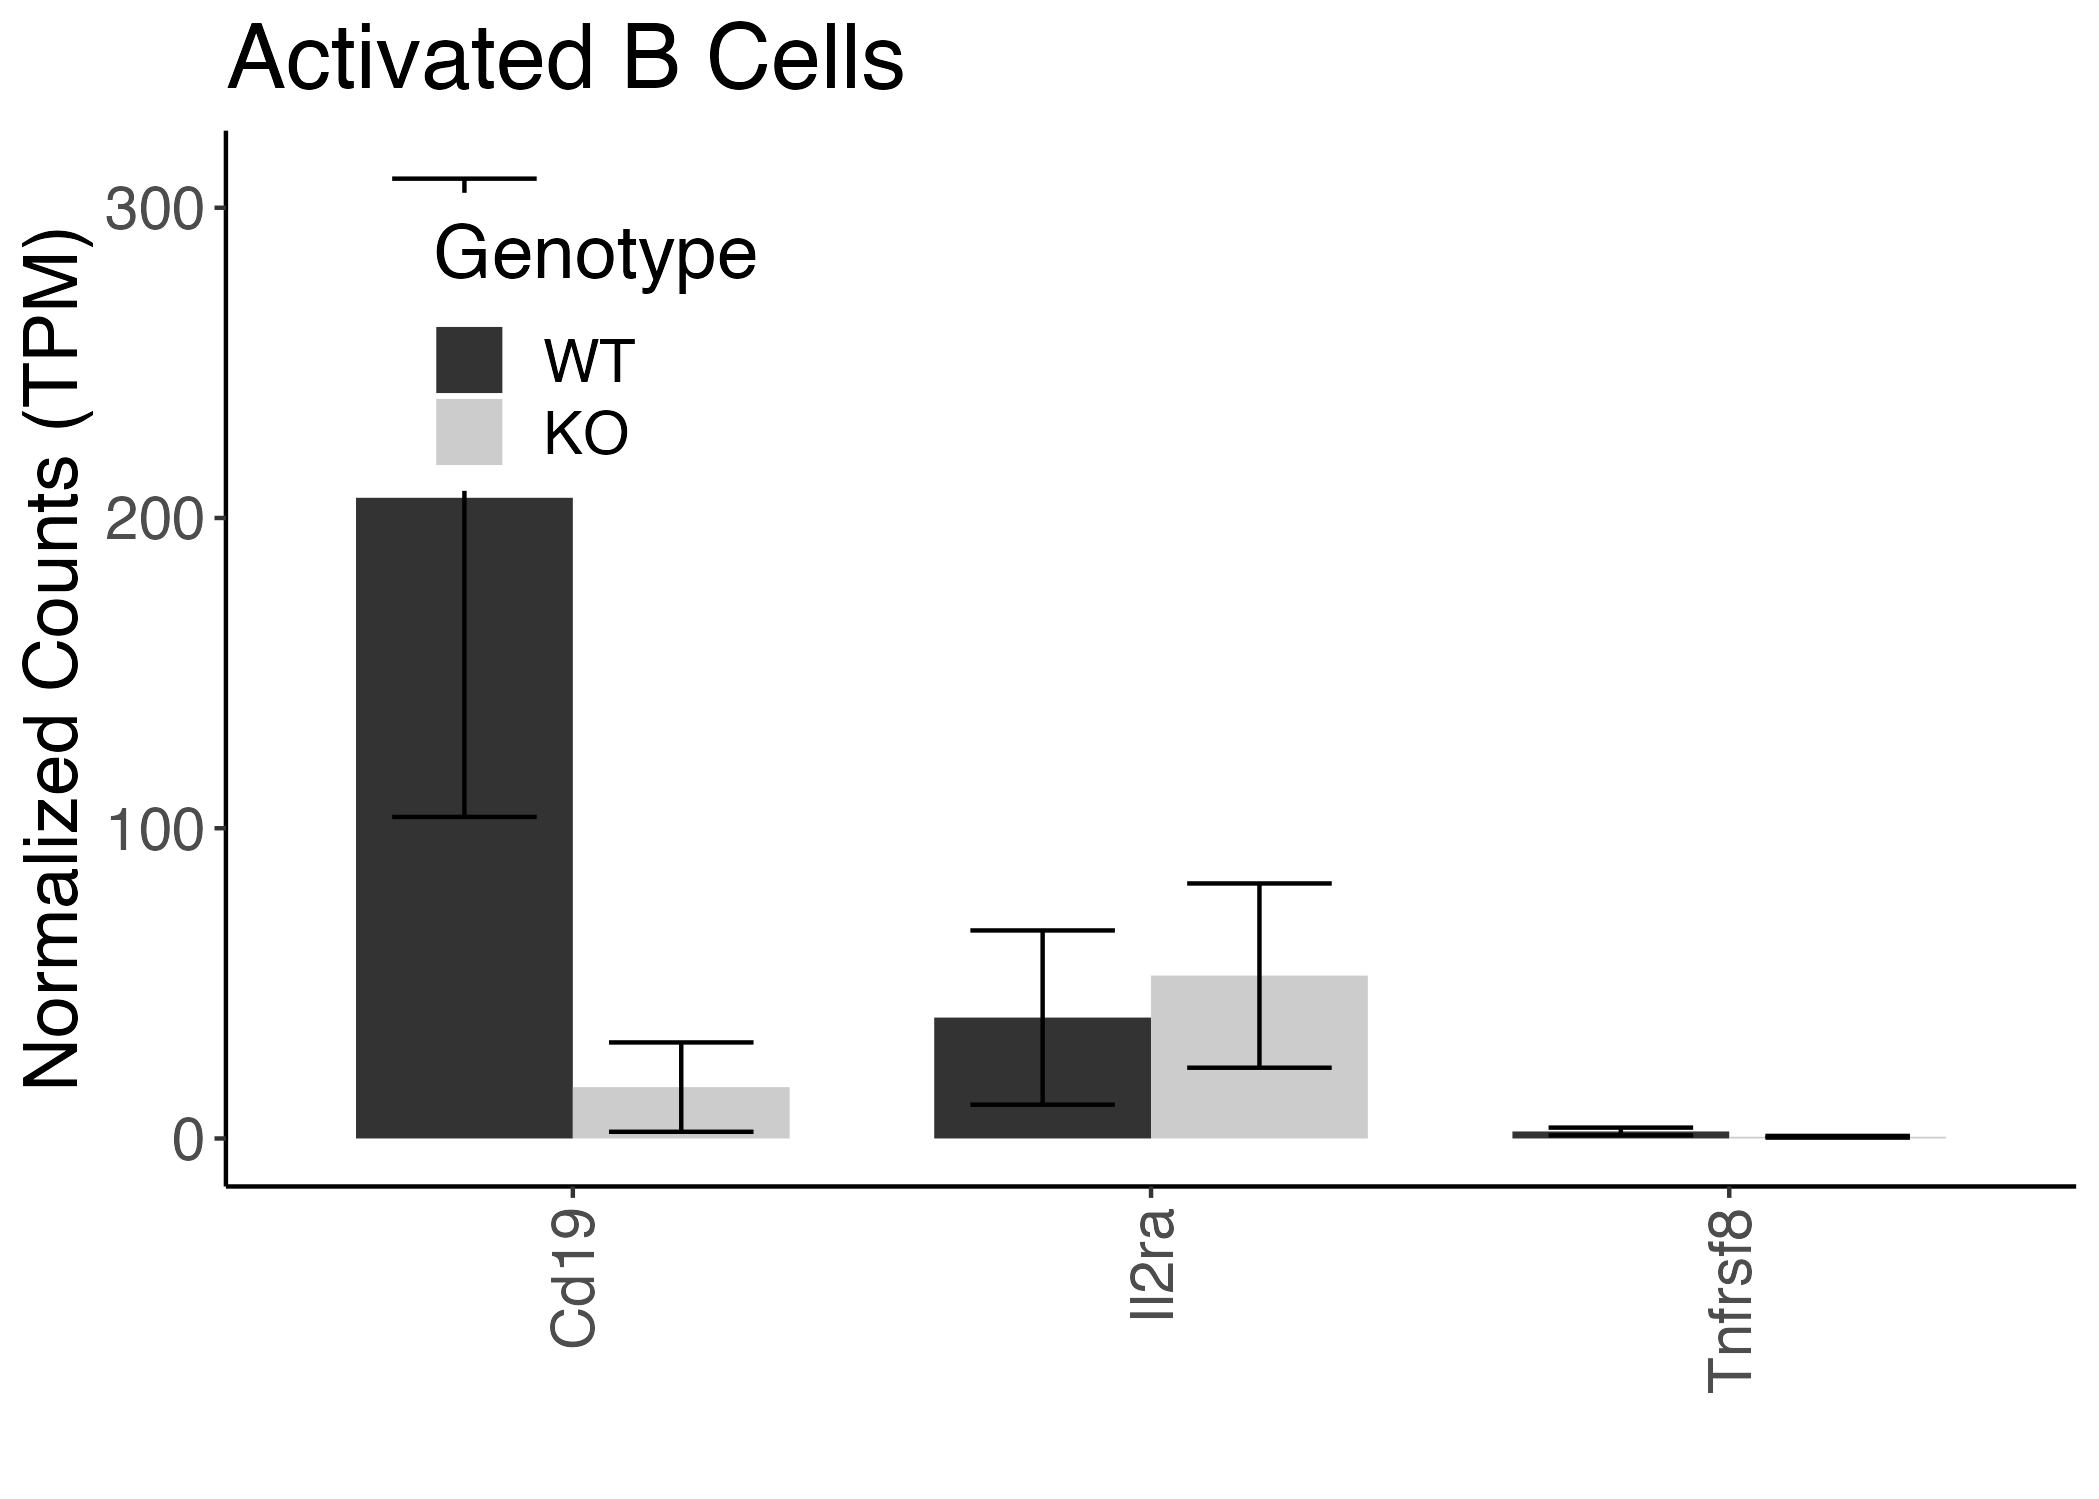 Activated B Cells
Normalized Counts (TPM)
300
200
100
0
Genotype
WT
KO
Cd19
Il2ra
Tnfrsf8